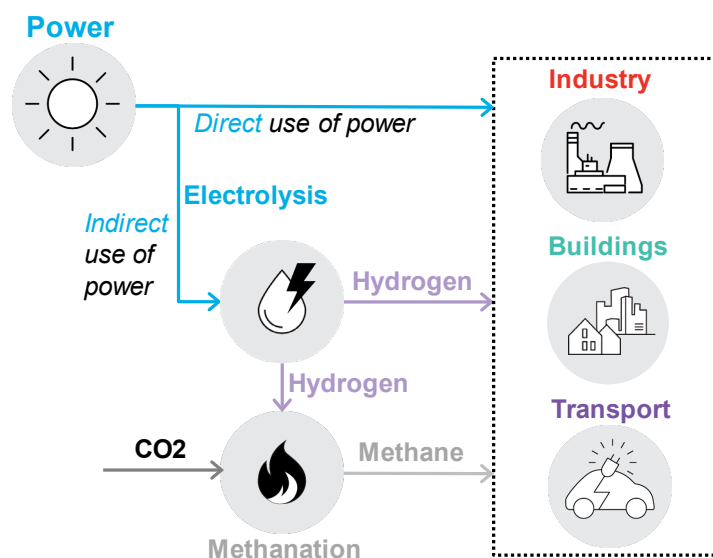 Power
Industry
Direct use of power
Electrolysis
Indirect
use of
power
Buildings
Hydrogen
Hydrogen
Transport
CO2
Methane
Methanation